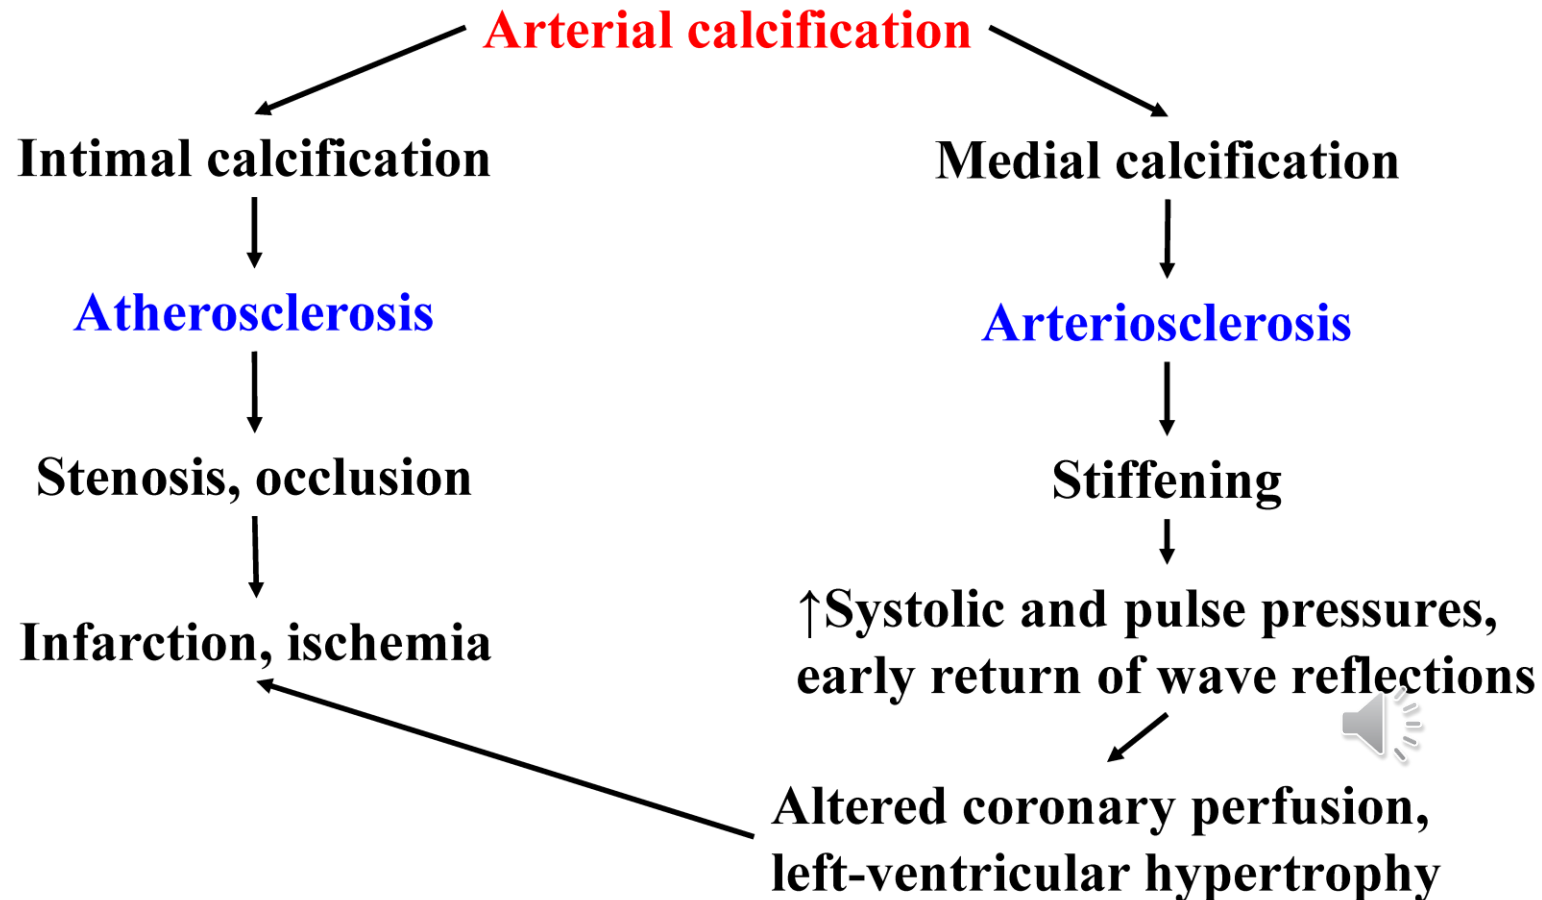 Arterial calcification
Intimal calcification
Medial calcification
Atherosclerosis
Arteriosclerosis
Stenosis, occlusion
Stiffening
Infarction, ischemia
↑Systolic and pulse pressures,
early return of wave reflections
Altered coronary perfusion,
left-ventricular hypertrophy